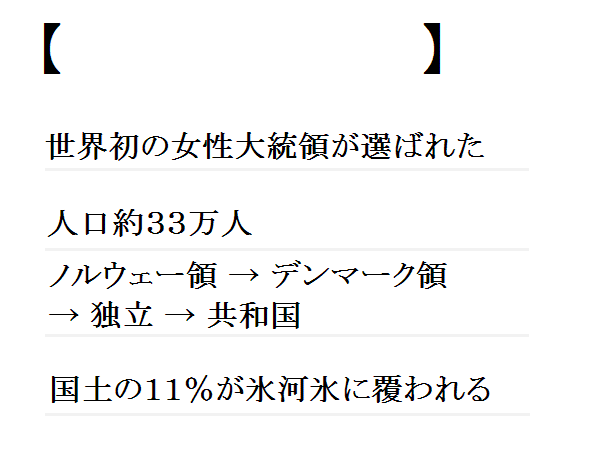 【　　　　　　　　　　】
世界初の女性大統領が選ばれた
人口約33万人
ノルウェー領 → デンマーク領
→ 独立 → 共和国
国土の11%が氷河氷に覆われる